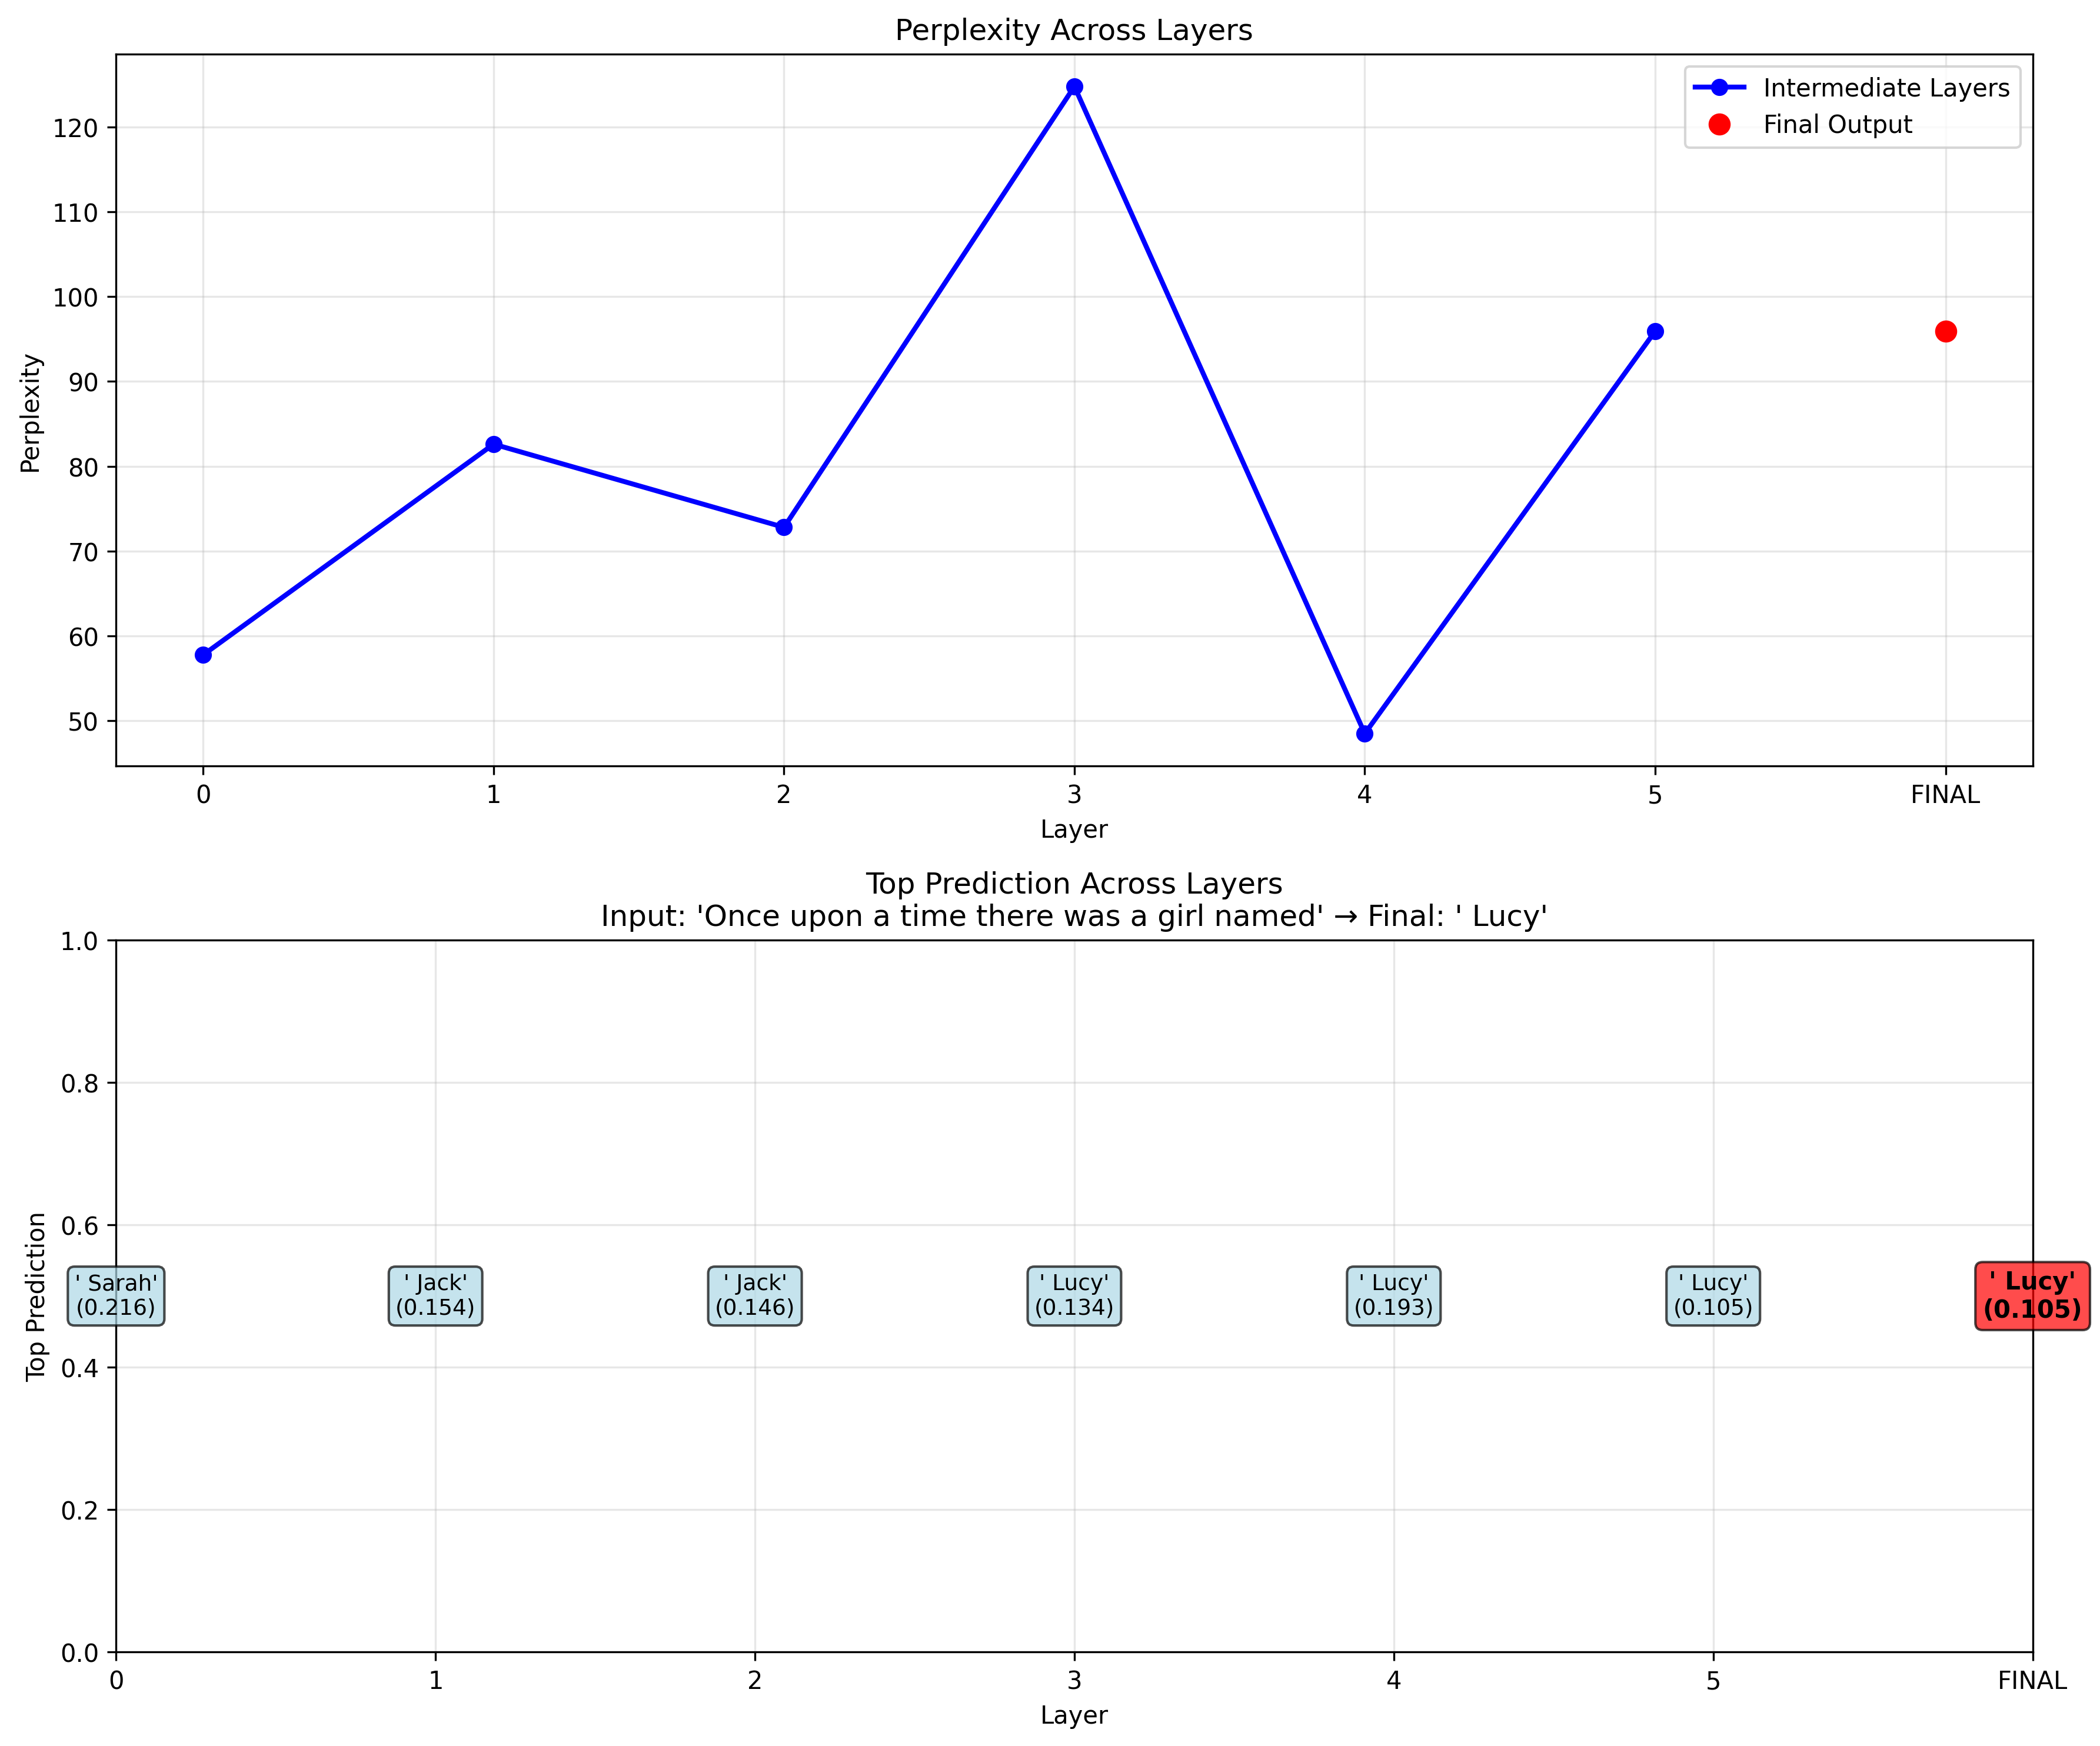 Perplexity Across Layers
Intermediate Layers
Final Output
Perplexity
120
110
100
90
80
70
60
50
0 1 2 3 4 5 FINAL
Layer
Top Prediction Across Layers
Input: 'Once upon a time there was a girl named' → Final: ' Lucy'
Top Prediction
1.0
0.8
0.6
0.4
0.2
0.0
' Sarah'
(0.216)
' Jack'
(0.154)
' Jack'
(0.146)
' Lucy'
(0.134)
' Lucy'
(0.193)
' Lucy'
(0.105)
' Lucy'
(0.105)
0 1 2 3 4 5 FINAL
Layer